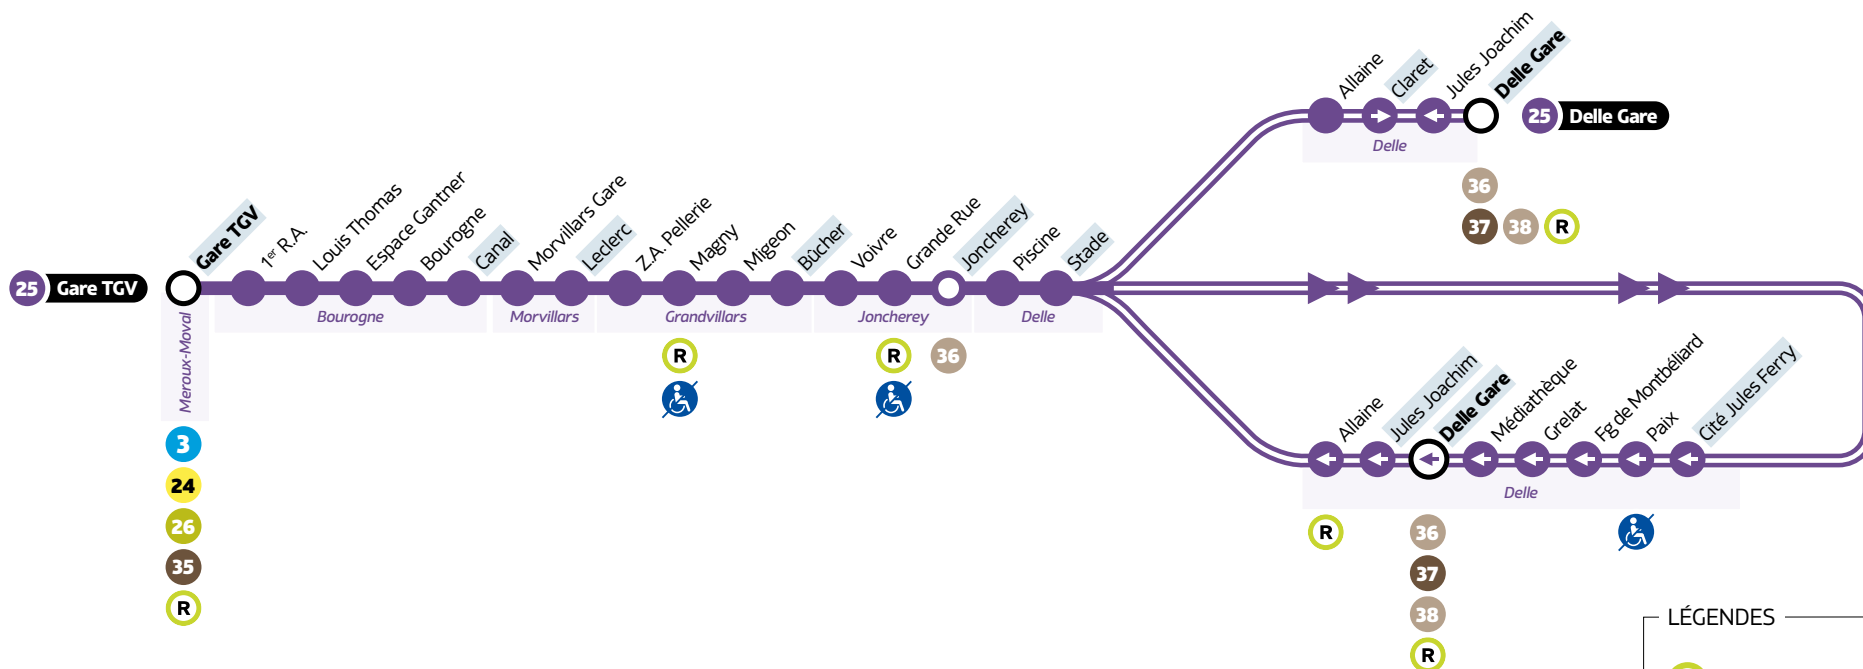 25 Gare TGV
Gare TGV
1er R.A.
Louis Thomas
Espace Gantner
Bourogne
Canal
Morvillars Gare
Leclerc
Z.A. Pellerie
Magny
Migeon
Bûcher
Voivre
Grande Rue
Joncherey
Piscine
Stade
Meroux-Moval
Bourogne
Morvillars
Grandvillars
Joncherey
Delle
3
24
26
35
R
R
R
36
Allaine
Claret
Jules Joachim
Delle Gare
25 Delle Gare
Delle
36
37 38 R
Allaine
Jules Joachim
Delle Gare
Médiathèque
Grelat
Fg de Montbéliard
Paix
Cité Jules Ferry
Delle
R
36
37
38
R
LÉGENDES